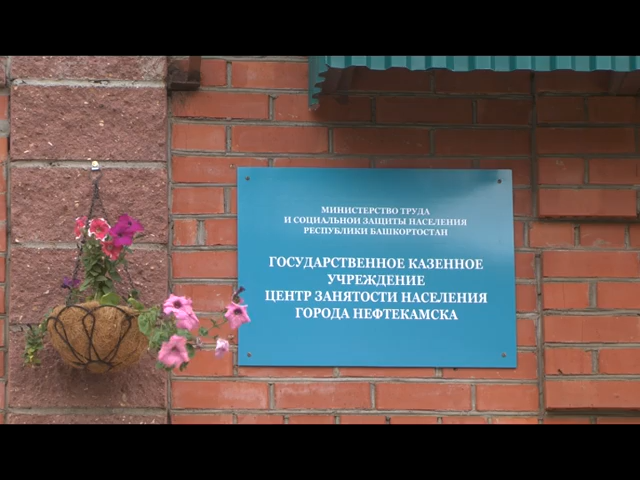 МИНИСТЕРСТВО ТРУДА
И СОЦИАЛЬНОЙ ЗАЩИТЫ НАСЕЛЕНИЯ
РЕСПУБЛИКИ БАШКОРТОСТАН
ГОСУДАРСТВЕННОЕ КАЗЕННОЕ
УЧРЕЖДЕНИЕ
ЦЕНТР ЗАНЯТОСТИ НАСЕЛЕНИЯ
ГОРОДА НЕФТЕКАМСКА